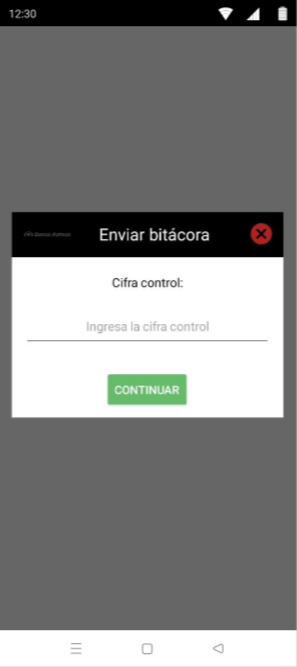 12:30
Enviar bitácora
Cifra control:
Ingresa la cifra control
CONTINUAR